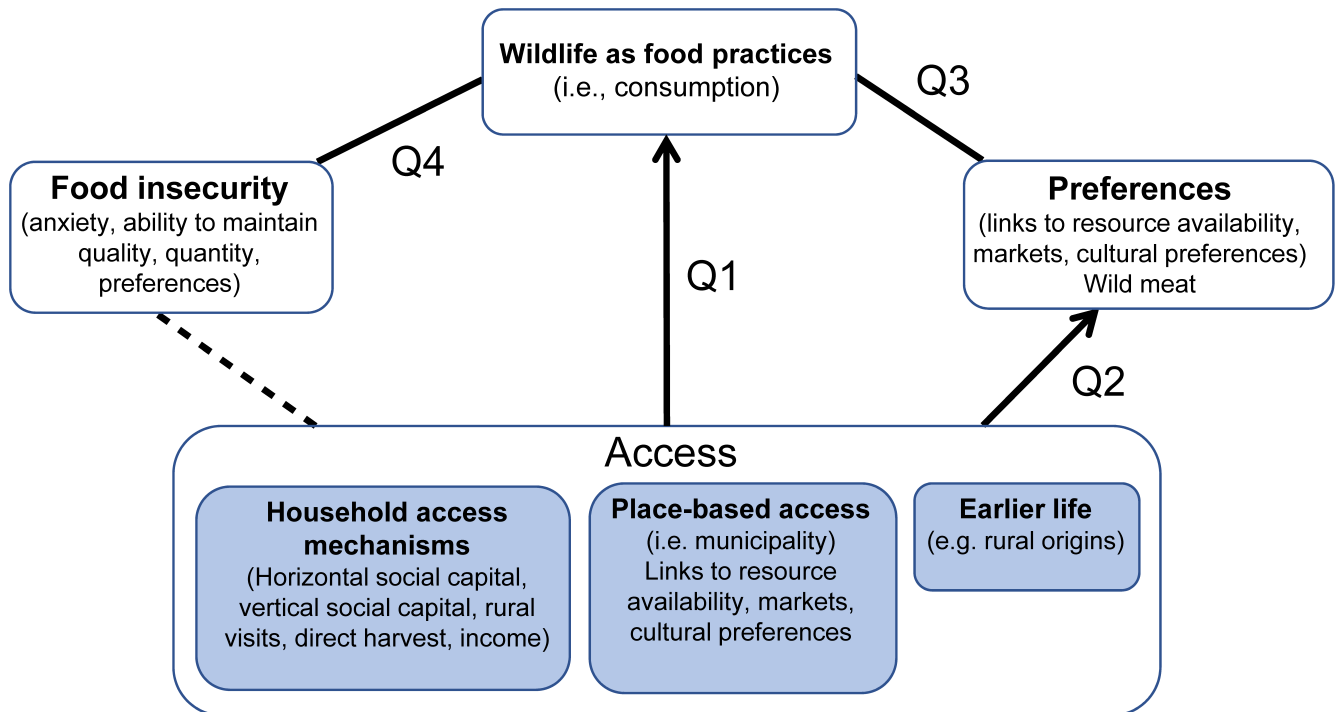 Wildlife as food practices
(i.e., consumption)
Q3
Q4
Food insecurity
(anxiety, ability to maintain
quality, quantity,
preferences)
Preferences
(links to resource availability,
markets, cultural preferences)
Wild meat
Q1
Q2
Access
Household access
mechanisms
(Horizontal social capital,
vertical social capital, rural
visits, direct harvest, income)
Place-based access
(i.e. municipality)
Links to resource
availability, markets,
cultural preferences
Earlier life
(e.g. rural origins)